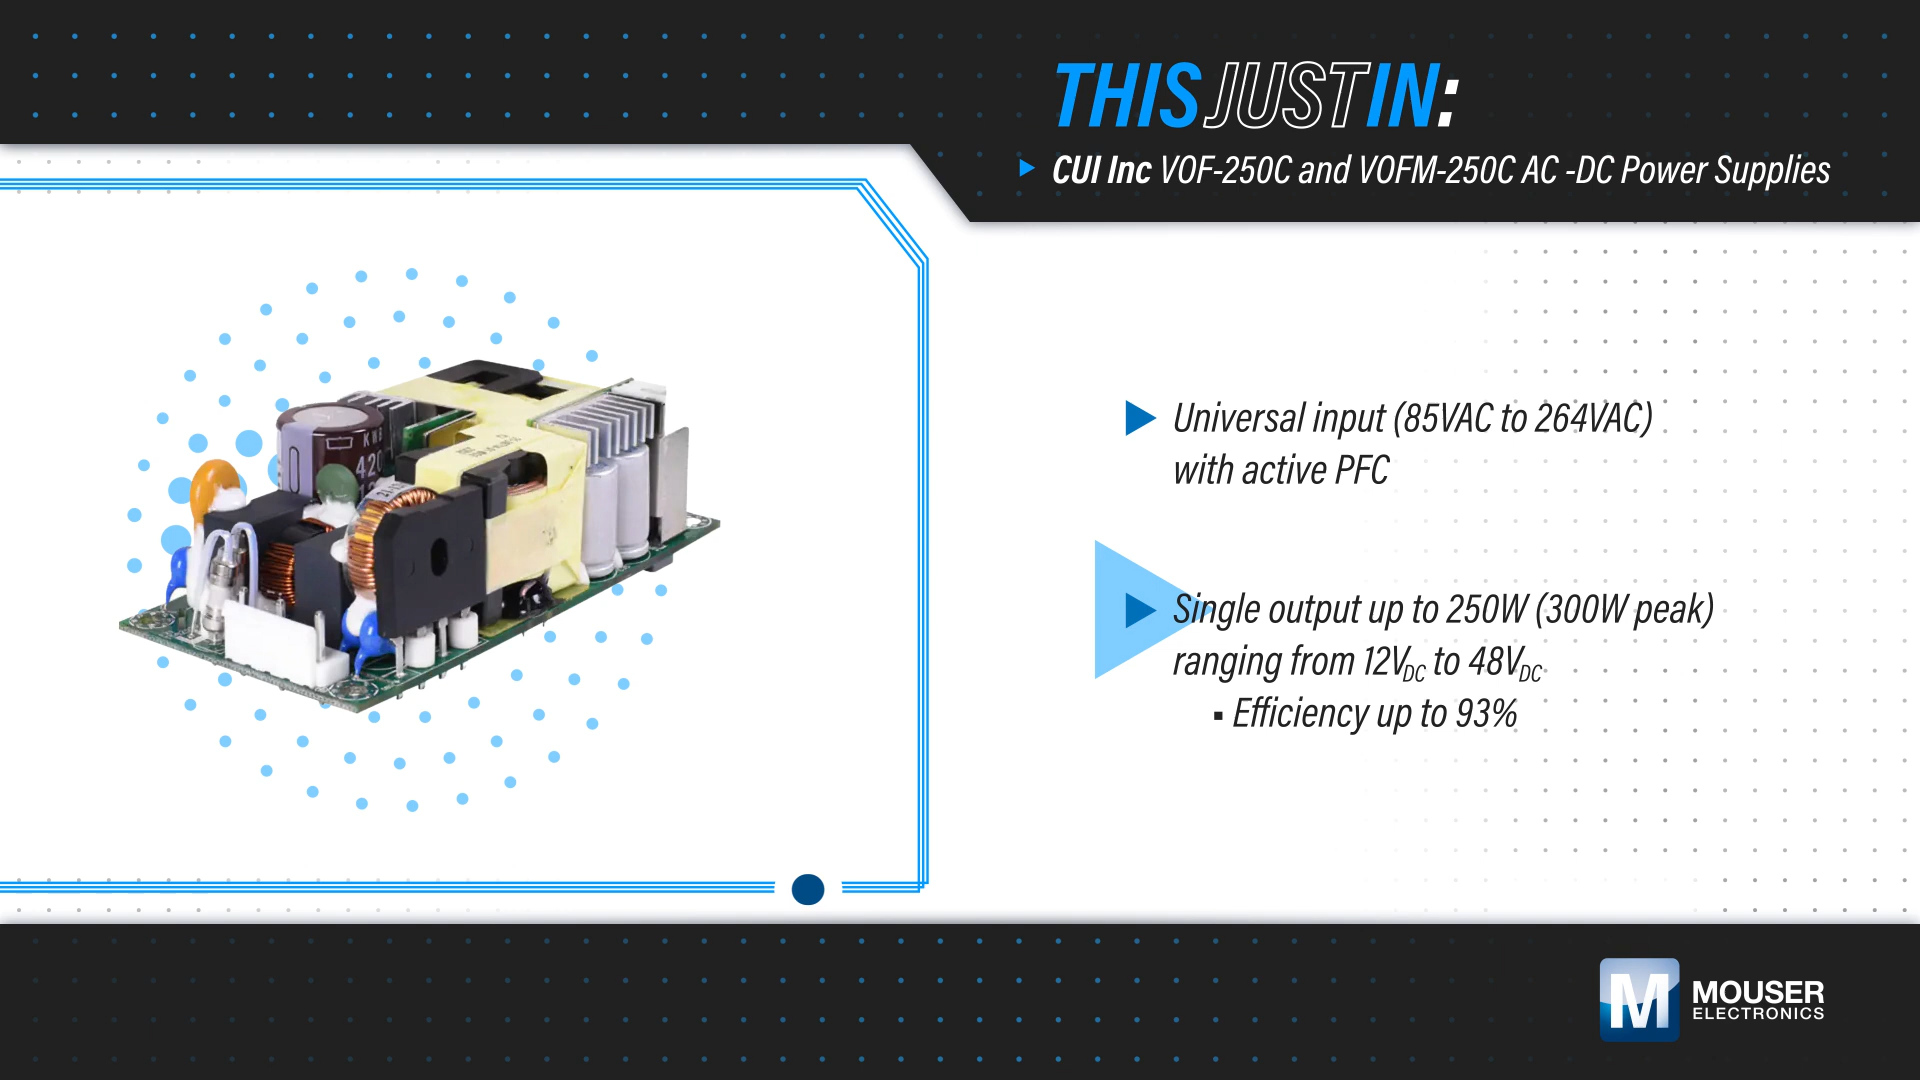 THIS JUST IN:
CUI Inc VOF-250C and VOFM-250C AC -DC Power Supplies
KMR
420
Universal input (85VAC to 264VAC)
with active PFC
Single output up to 250W (300W peak)
ranging from 12VDC to 48VDC
▪ Efficiency up to 93%
M MOUSER
ELECTRONICS